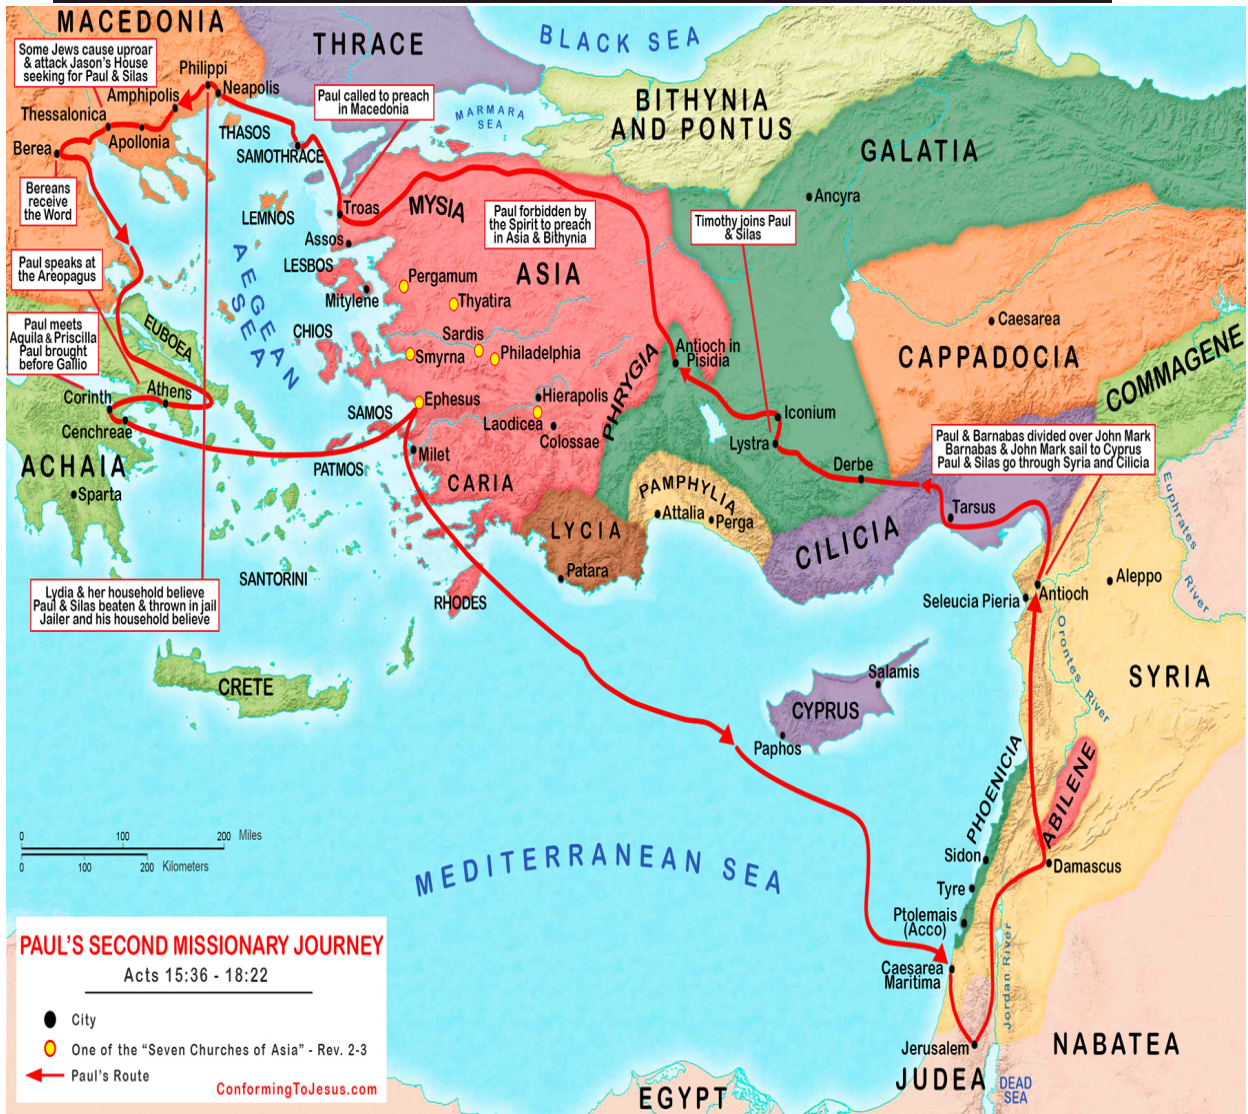 MACEDONIA
THRACE
BLACK SEA
BITHYNIA
AND PONTUS
GALATIA
Some Jews cause uproar
& attack Jason's House
seeking for Paul & Silas
Philippi
Neapolis
Amphipolis
Thessalonica
Apollonia
Berea
THASOS
SAMOTHRACE
Paul called to preach
in Macedonia
MARMARA
SEA
Ancyra
Bereans
receive
the Word
LEMNOS
Troas
MYSIA
Assos
Paul forbidden by
the Spirit to preach
in Asia & Bithynia
Timothy joins Paul
& Silas
Paul speaks at
the Areopagus
AEGEAN
SEA
LESBOS
Mitylene
Pergamum
Thyatira
ASIA
Caesarea
CAPPADOCIA
COMMAGENE
Paul meets
Aquila & Priscilla
Paul brought
before Gallio
EUBOEA
CHIOS
Sardis
Smyrna
Philadelphia
Antioch in
Pisidia
PHRYGIA
Corinth
Athens
Cenchreae
SAMOS
Ephesus
Hierapolis
Laodicea
Colossae
Iconium
Lystra
Derbe
Paul & Barnabas divided over John Mark
Barnabas & John Mark sail to Cyprus
Paul & Silas go through Syria and Cilicia
ACHAIA
Sparta
PATMOS
Milet
CARIA
PAMPHYLIA
Attalia
Perga
LYCIA
Patara
CILICIA
Tarsus
Euphrates
River
SANTORINI
RHODES
Lydia & her household believe
Paul & Silas beaten & thrown in jail
Jailer and his household believe
Seleucia Pieria
Antioch
Aleppo
Orontes River
SYRIA
CRETE
Salamis
CYPRUS
Paphos
PHOENICIA
ABILENE
0 100 200 Miles
0 100 200 Kilometers
MEDITERRANEAN SEA
Sidon
Damascus
Tyre
Ptolemais
(Acco)
Caesarea
Maritima
Jordan River
Jerusalem
JUDEA
DEAD
SEA
NABATEA
EGYPT
PAUL'S SECOND MISSIONARY JOURNEY
Acts 15:36 - 18:22
City
One of the "Seven Churches of Asia" - Rev. 2-3
Paul's Route
ConformingToJesus.com